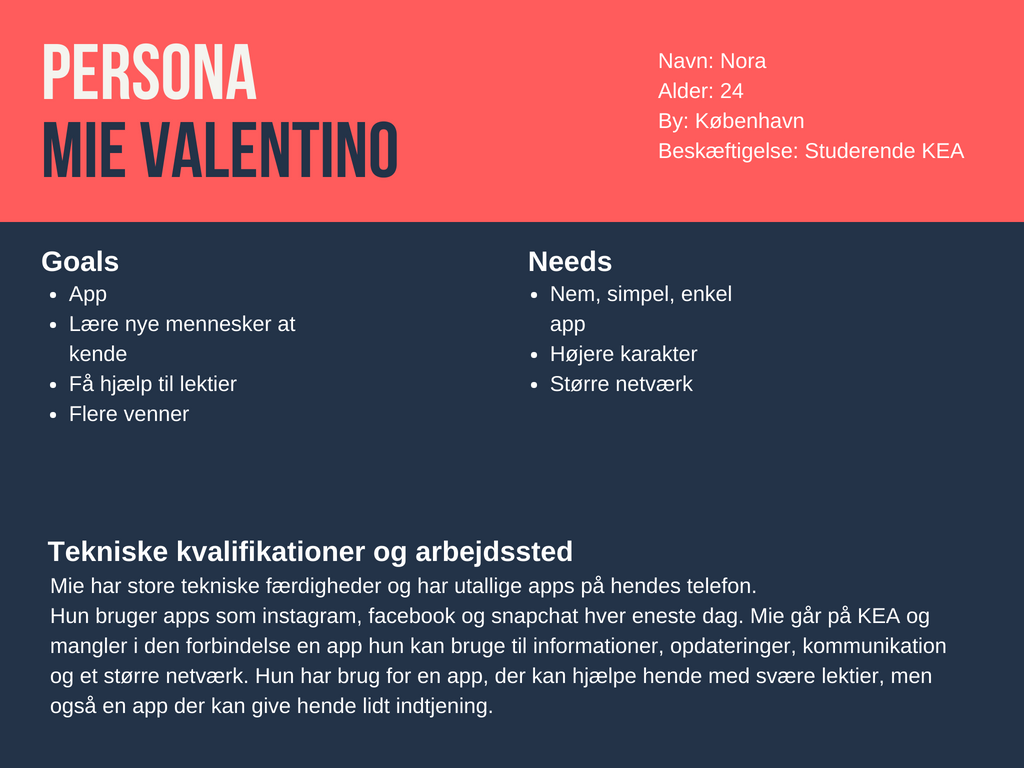 PERSONA
MIE VALENTINO
Navn: Nora
Alder: 24
By: København
Beskæftigelse: Studerende KEA
Goals
• App
• Lære nye mennesker at
kende
• Få hjælp til lektier
• Flere venner
Needs
• Nem, simpel, enkel
app
• Højere karakter
• Større netværk
Tekniske kvalifikationer og arbejdssted
Mie har store tekniske færdigheder og har utallige apps på hendes telefon.
Hun bruger apps som instagram, facebook og snapchat hver eneste dag. Mie går på KEA og
mangler i den forbindelse en app hun kan bruge til informationer, opdateringer, kommunikation
og et større netværk. Hun har brug for en app, der kan hjælpe hende med svære lektier, men
også en app der kan give hende lidt indtjening.